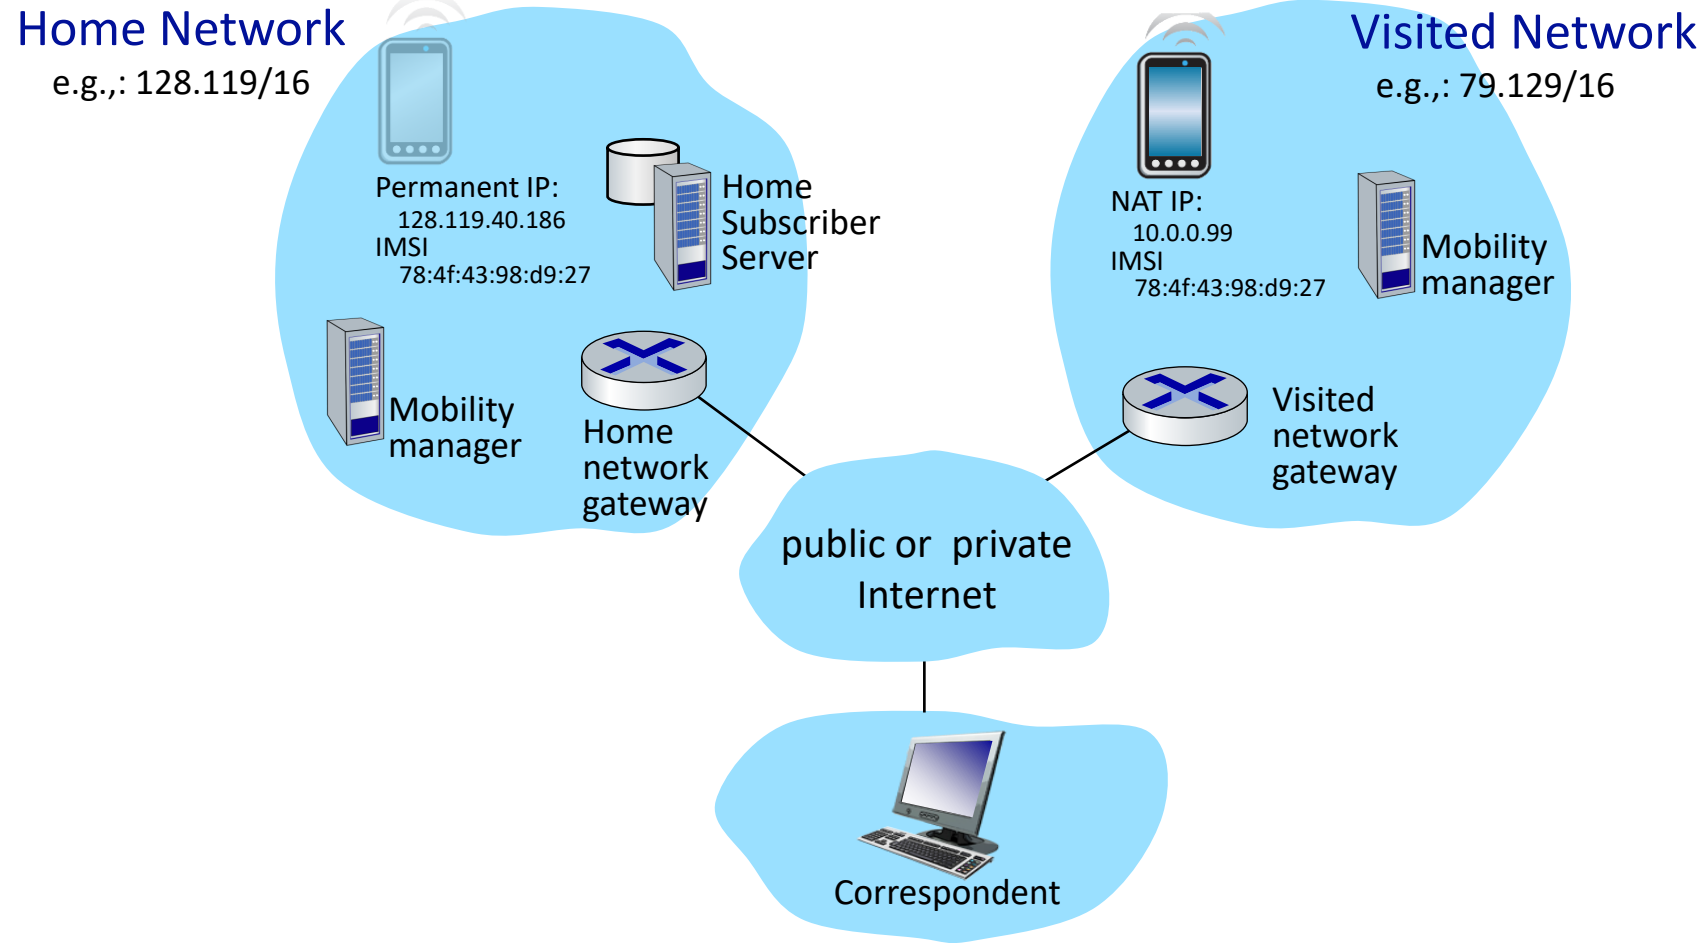 Home Network
e.g.,: 128.119/16
Permanent IP:
128.119.40.186
IMSI
78:4f:43:98:d9:27
Home
Subscriber
Server
Mobility
manager
Home
network
gateway
Visited Network
e.g.,: 79.129/16
NAT IP:
10.0.0.99
IMSI
78:4f:43:98:d9:27
Mobility
manager
Visited
network
gateway
public or  private
Internet
Correspondent